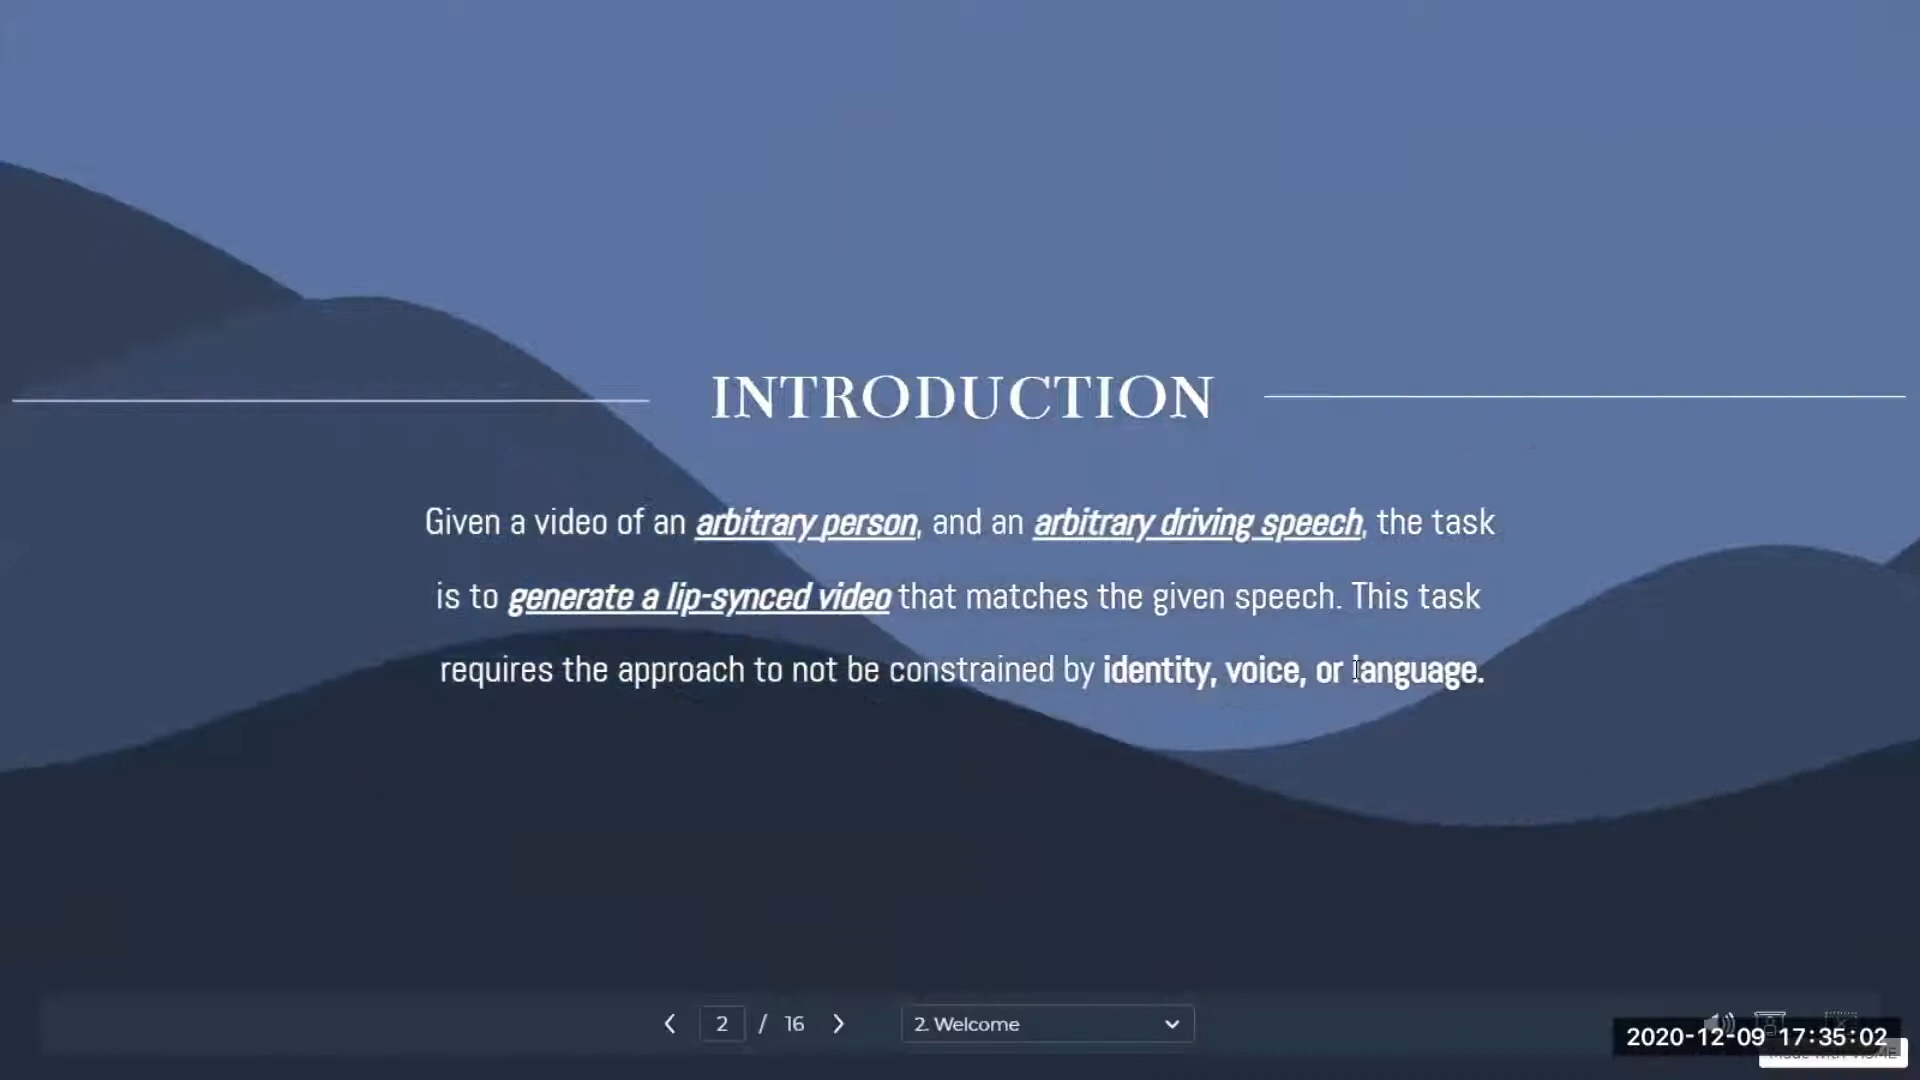 INTRODUCTION
Given a video of an arbitrary person, and an arbitrary driving speech, the task
is to generate a lip-synced video that matches the given speech. This task
requires the approach to not be constrained by identity, voice, or language.
2 / 16
2. Welcome
2020-12-09 17:35:02